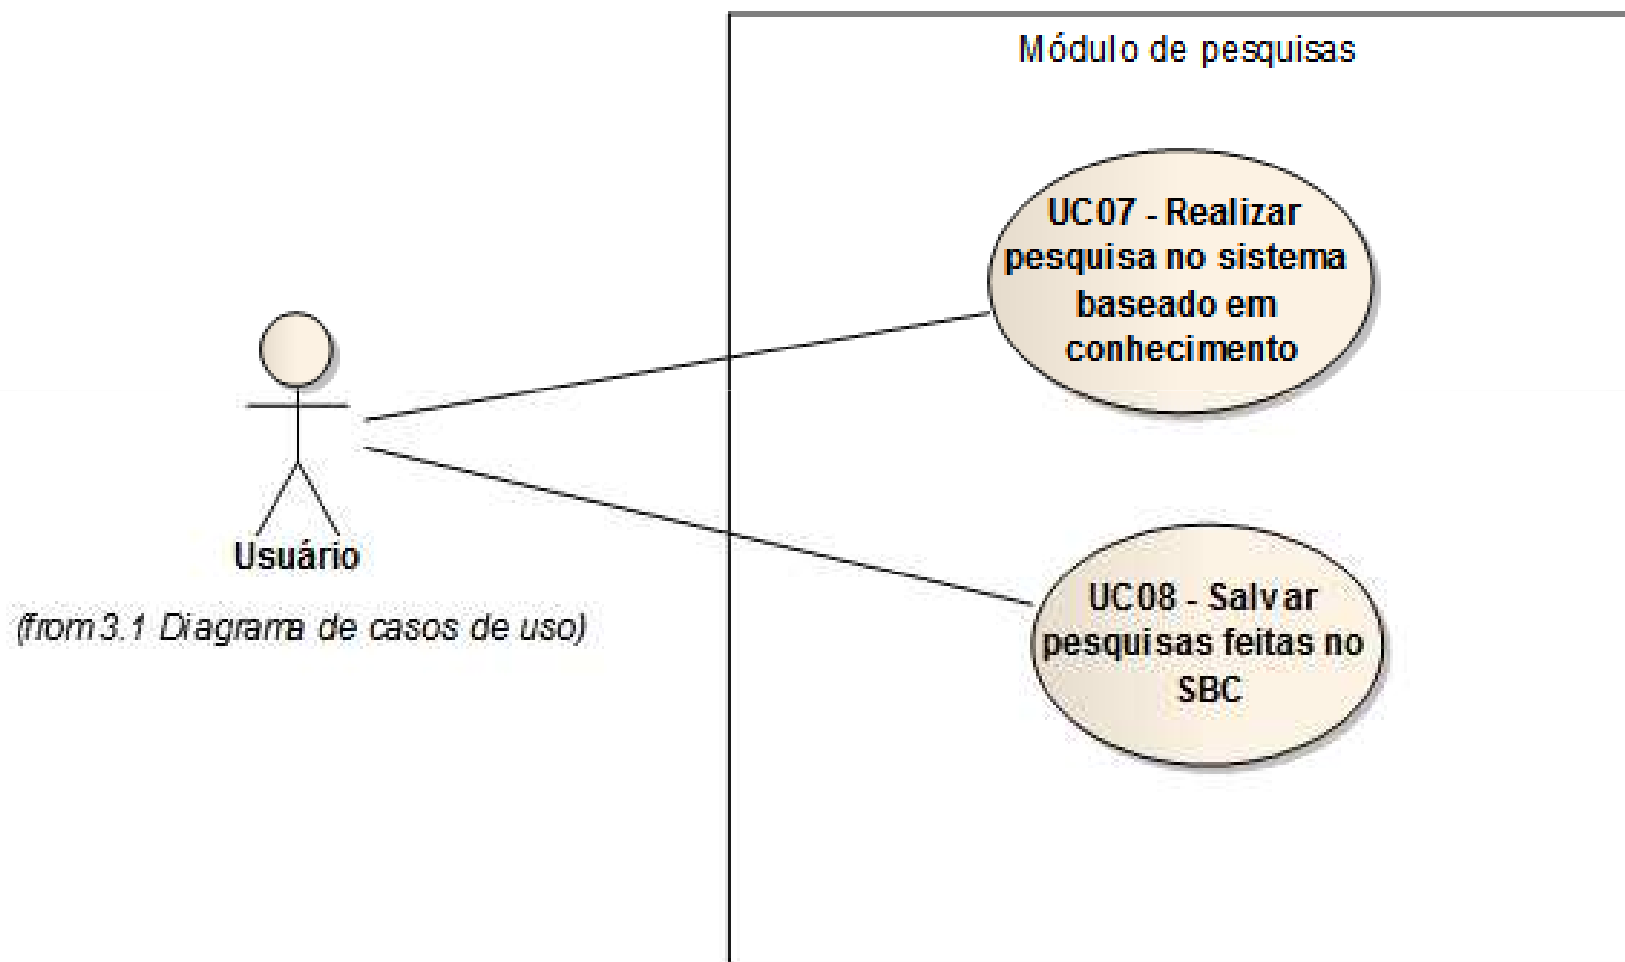 Módulo de pesquisas
UC07 - Realizar
pesquisa no sistema
baseado em
conhecimento
Usuário
(from 3.1 Diagrama de casos de uso)
UC08 - Salvar
pesquisas feitas no
SBC